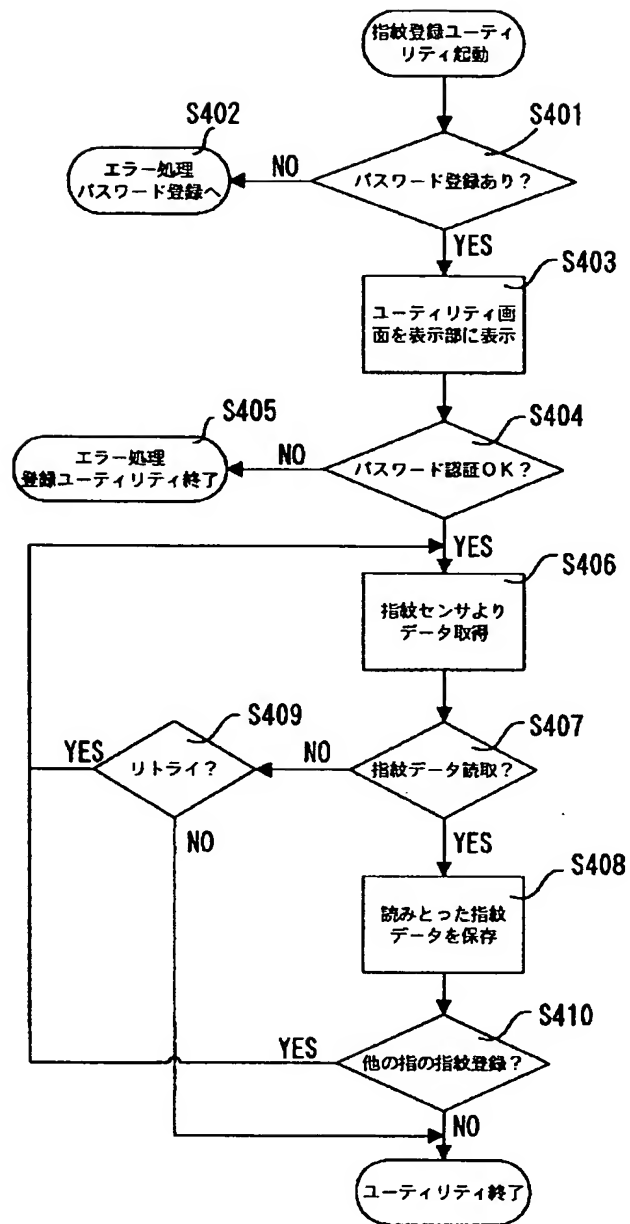 指紋登録ユーティ
リティ起動
S401
パスワード登録あり?
NO
S402
エラー処理
パスワード登録へ
YES
S403
ユーティリティ画
面を表示部に表示
S404
パスワード認証OK?
NO
S405
エラー処理
登録ユーティリティ終了
YES
S406
指紋センサより
データ取得
S407
指紋データ読取?
NO
S409
リトライ?
YES
NO
YES
S408
読みとった指紋
データを保存
S410
他の指の指紋登録?
YES
NO
ユーティリティ終了